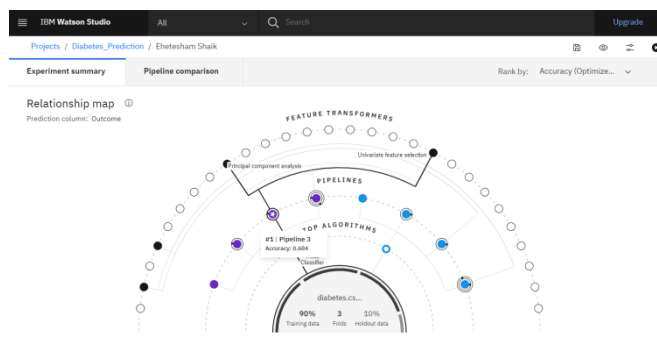 IBM Watson Studio
All
Search
Upgrade
Projects / Diabetes_Prediction / Ehetesham Shaik
Experiment summary
Pipeline comparison
Rank by: Accuracy (Optimize...
Relationship map
Prediction column: Outcome
FEATURE TRANSFORMERS
Principal component analysis
Univariate feature selection
PIPELINES
TOP ALGORITHMS
#1 | Pipeline 3
Accuracy: 0.604
Classifier
diabetes.cs...
90% 3 10%
Training data Folds Holdout data